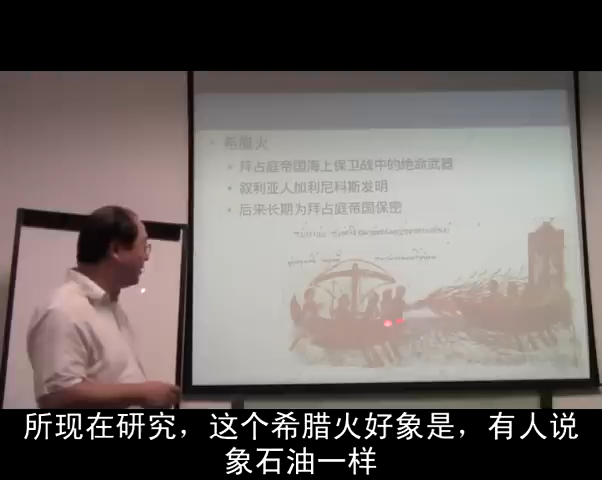 希腊火
拜占庭帝国海上保卫战中的绝命武器
叙利亚人加利尼科斯发明
后来长期为拜占庭帝国保密
所现在研究，这个希腊火好象是，有人说
象石油一样